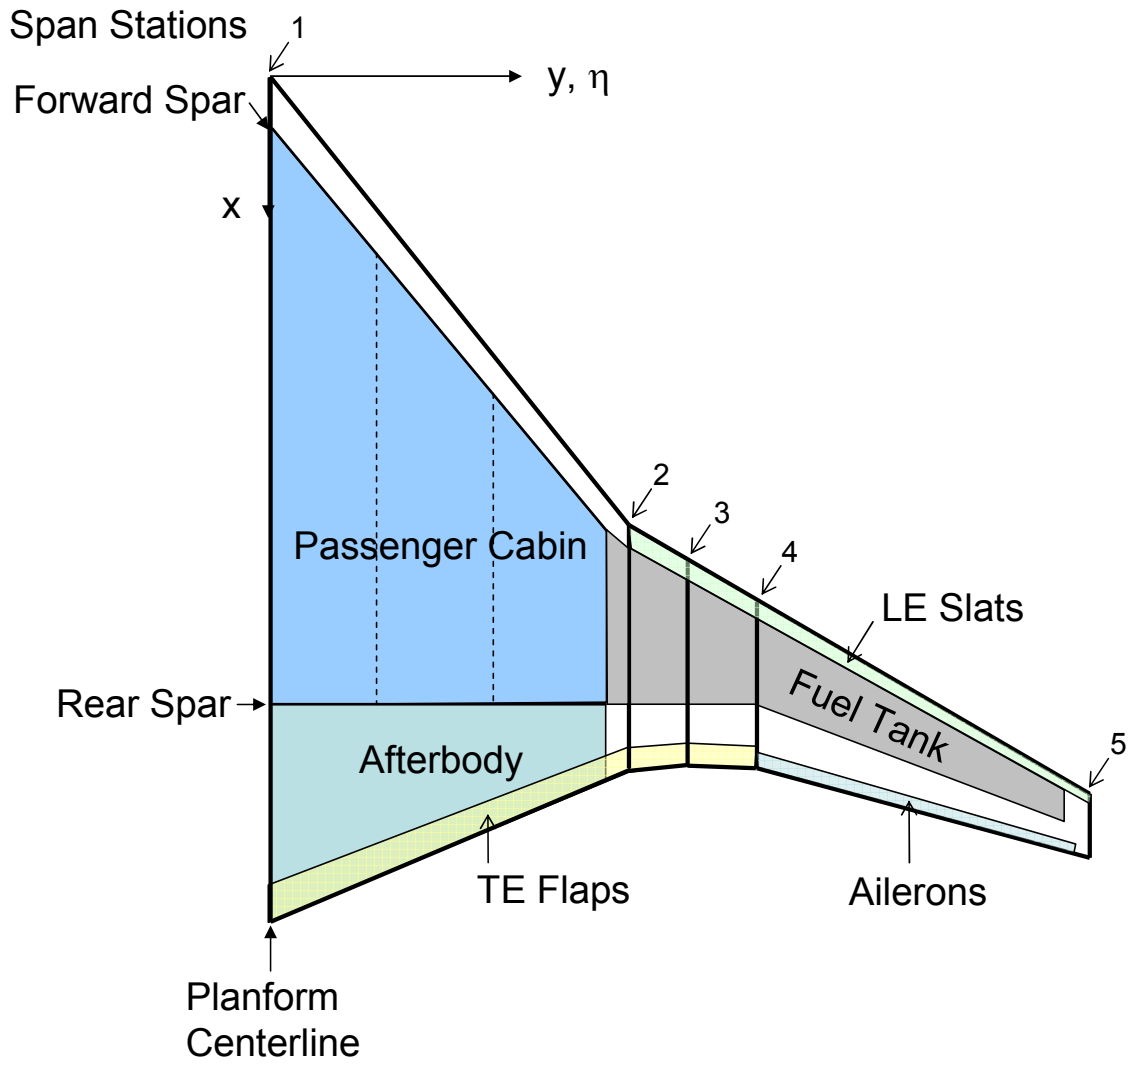 Span Stations
1
y, η
Forward Spar
x
2
3
Passenger Cabin
4
LE Slats
Fuel Tank
Rear Spar
5
Afterbody
TE Flaps
Ailerons
Planform
Centerline